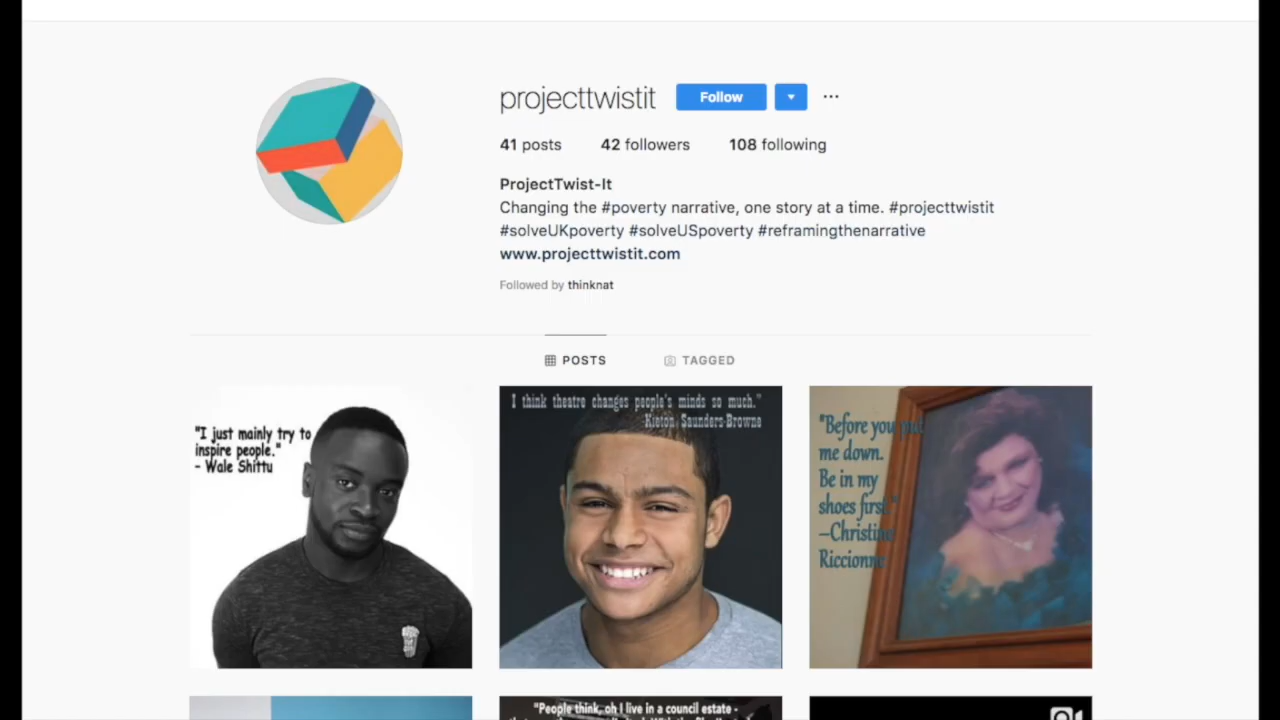 projecttwistit Follow
41 posts 42 followers 108 following
ProjectTwist-It
Changing the #poverty narrative, one story at a time. #projecttwistit
#solveUKpoverty #solveUSpoverty #reframingthenarrative
www.projecttwistit.com
Followed by thinknat
POSTS TAGGED
"I just mainly try to
inspire people."
- Wale Shittu
I think theatre changes people's minds so much."
-Kieton Saunders-Browne
"Before you put
me down.
Be in my
shoes first."
–Christine
Riccionne
"People think, oh I live in a council estate -